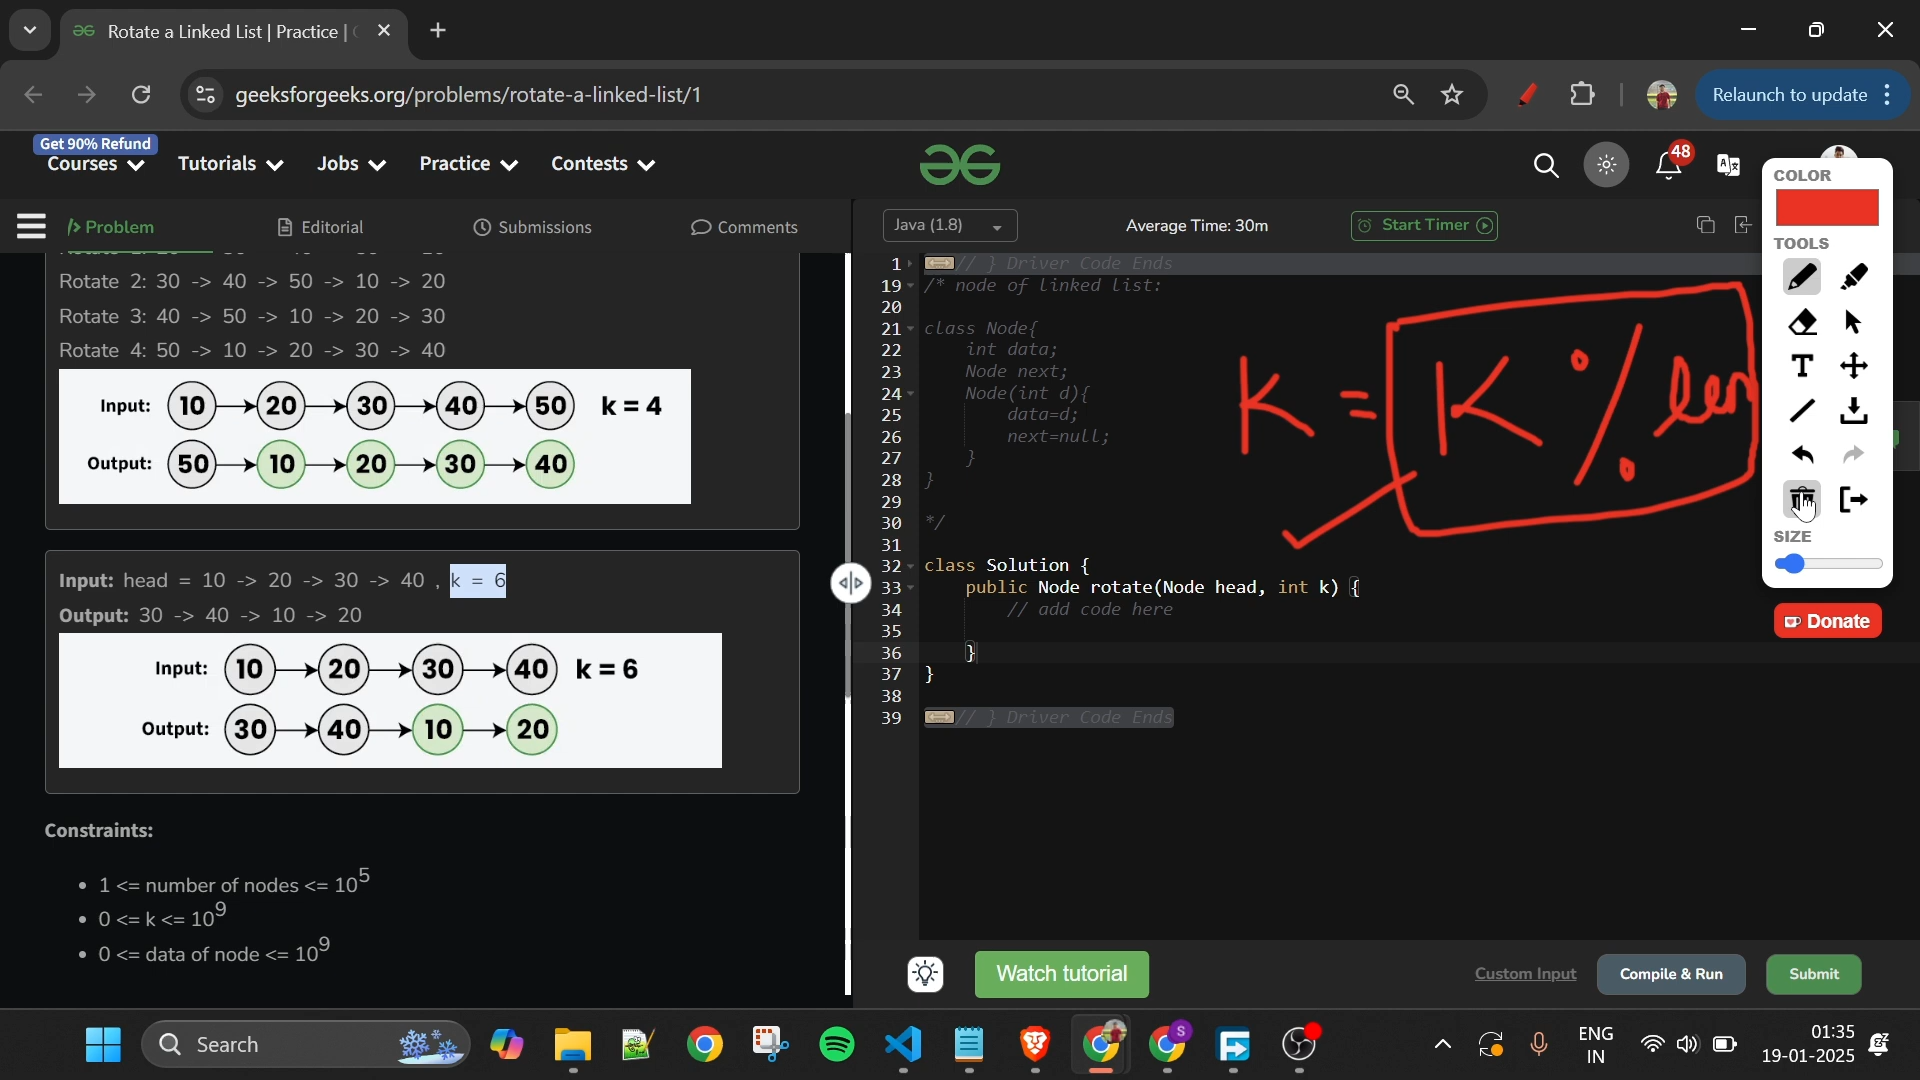 Rotate a Linked List | Practice |
geeksforgeeks.org/problems/rotate-a-linked-list/1
Relaunch to update
Get 90% Refund
Courses
Tutorials
Jobs
Practice
Contests
48
Problem
Editorial
Submissions
Comments
Rotate 2: 30 -> 40 -> 50 -> 10 -> 20
Rotate 3: 40 -> 50 -> 10 -> 20 -> 30
Rotate 4: 50 -> 10 -> 20 -> 30 -> 40
Input: 10 20 30 40 50 k = 4
Output: 50 10 20 30 40
Input: head = 10 -> 20 -> 30 -> 40 , k = 6
Output: 30 -> 40 -> 10 -> 20
Input: 10 20 30 40 k = 6
Output: 30 40 10 20
Constraints:
• 1 <= number of nodes <= 10⁵
• 0 <= k <= 10⁹
• 0 <= data of node <= 10⁹
Java (1.8)
Average Time: 30m
Start Timer
1 // } Driver Code Ends
19 /* node of linked list:
20
21 class Node{
22 int data;
23 Node next;
24 Node(int d){
25 data=d;
26 next=null;
27 }
28 }
29
30 */
31
32 class Solution {
33 public Node rotate(Node head, int k) {
34 // add code here
35
36 }
37 }
38
39 // } Driver Code Ends
K = K % len
COLOR
TOOLS
T
SIZE
Donate
Watch tutorial
Custom Input
Compile & Run
Submit
Search
S
ENG
IN
01:35
19-01-2025